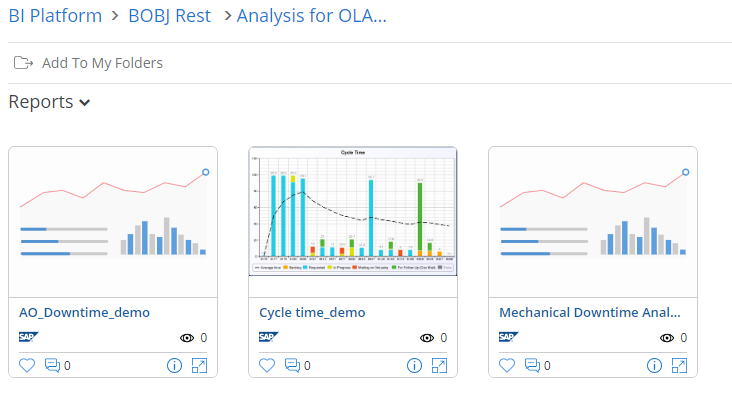 BI Platform > BOBJ Rest > Analysis for OLA...
Add To My Folders
Reports
Cycle Time
AO_Downtime_demo
Cycle time_demo
Mechanical Downtime Anal...
SAP 0
SAP 0
SAP 0
0
0
0